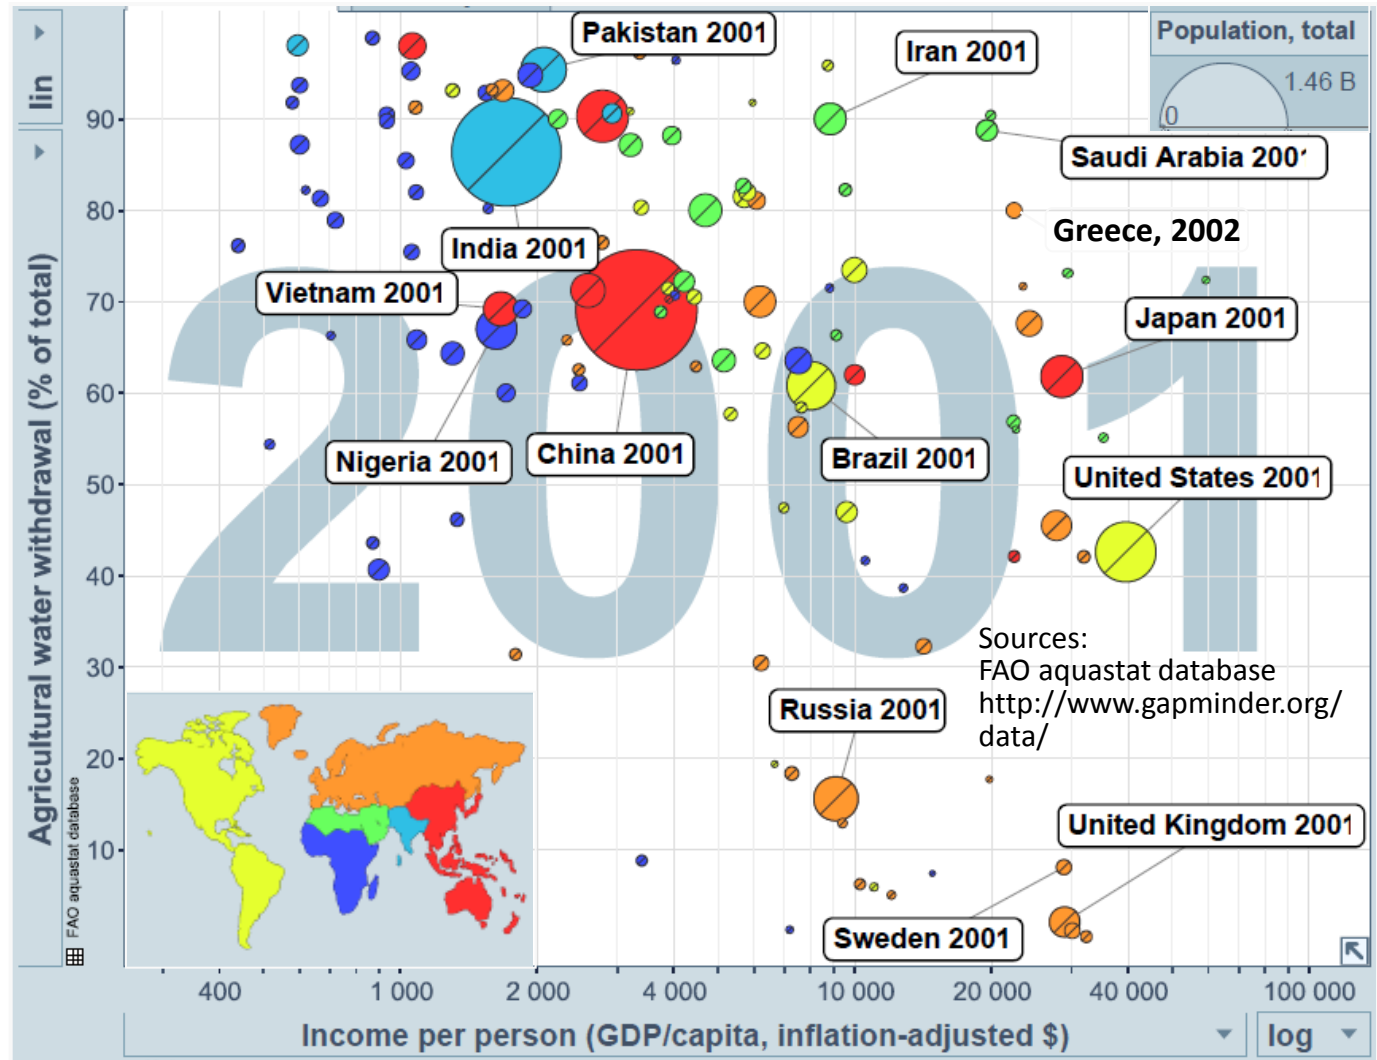 Population, total
1.46 B
0
Pakistan 2001
Iran 2001
Saudi Arabia 2001
India 2001
Greece, 2002
Vietnam 2001
Japan 2001
Nigeria 2001
China 2001
Brazil 2001
United States 2001
2001
Sources:
FAO aquastat database
http://www.gapminder.org/
data/
Russia 2001
United Kingdom 2001
Sweden 2001
lin
Agricultural water withdrawal (% of total)
FAO aquastat database
90
80
70
60
50
40
30
20
10
400
1 000
2 000
4 000
10 000
20 000
40 000
100 000
Income per person (GDP/capita, inflation-adjusted $)
log